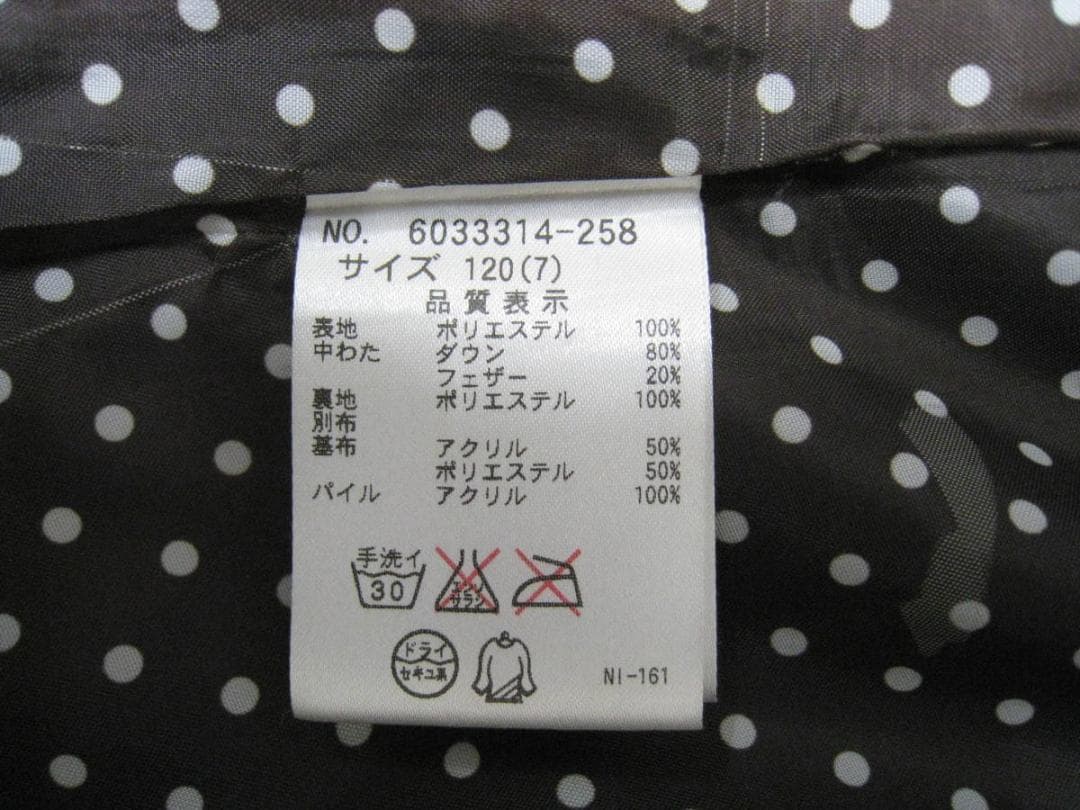 NO. 6033314-258
サイズ 120(7)
品質表示
表地 ポリエステル 100%
中わた ダウン 80%
フェザー 20%
裏地 ポリエステル 100%
別布
基布 アクリル 50%
ポリエステル 50%
パイル アクリル 100%
手洗イ
30
エンソ
サラシ
ドライ
セキユ系
NI-161